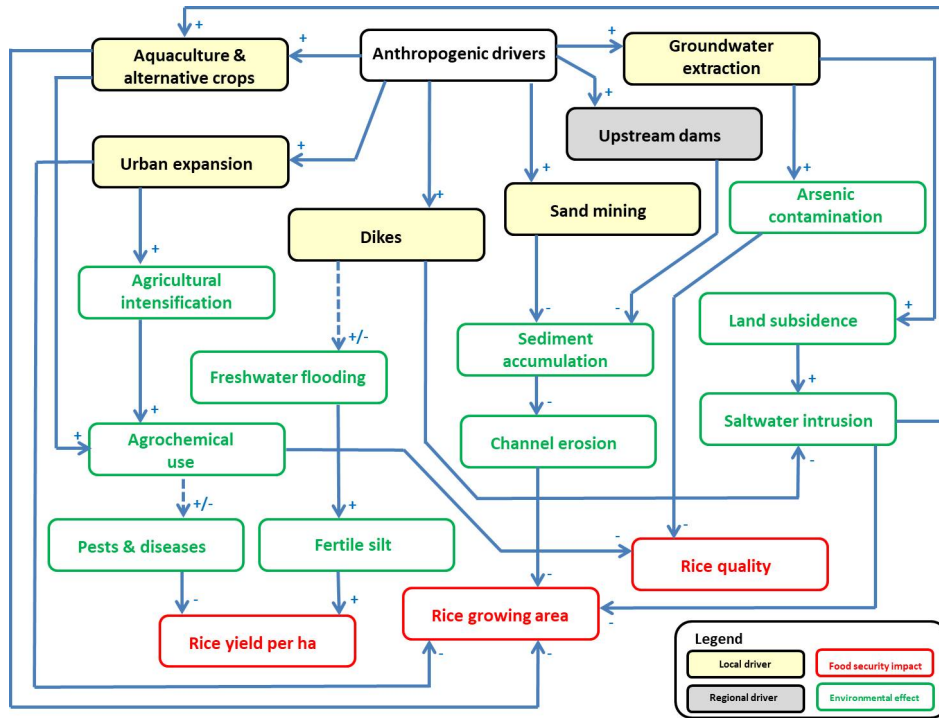 +
Aquaculture &
alternative crops
+
Anthropogenic drivers
+
Groundwater
extraction
+
Upstream dams
+
Urban expansion
+
+
Arsenic
contamination
+
Dikes
+
Sand mining
+
Agricultural
intensification
+/-
-
-
+
Land subsidence
Freshwater flooding
Sediment
accumulation
+
-
+
+
Agrochemical
use
Channel erosion
Saltwater intrusion
-
+/-
+
-
-
Pests & diseases
Fertile silt
Rice quality
-
+
-
-
Rice yield per ha
Rice growing area
-
-
Legend
Local driver
Food security impact
Regional driver
Environmental effect